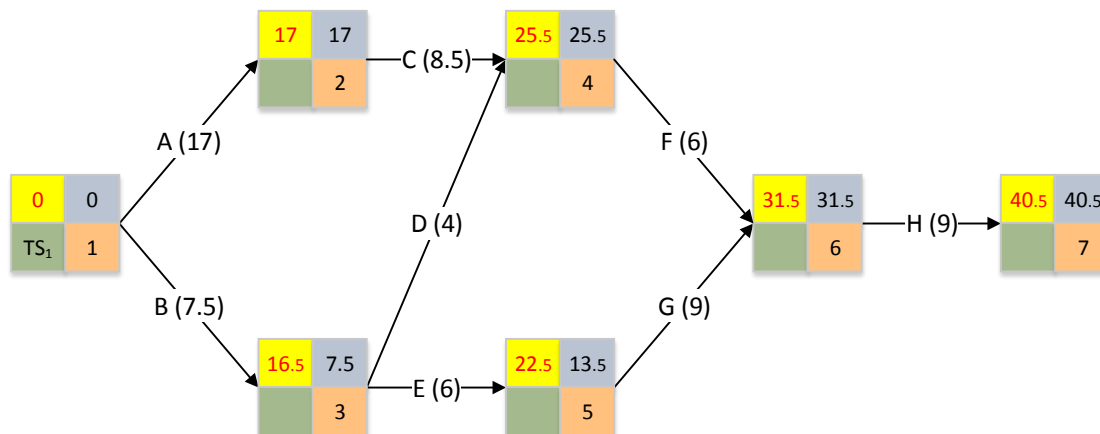 17 17
2
C (8.5)
25.5 25.5
4
A (17)
F (6)
0 0
TS₁ 1
D (4)
31.5 31.5
6
H (9)
40.5 40.5
7
B (7.5)
G (9)
16.5 7.5
3
E (6)
22.5 13.5
5